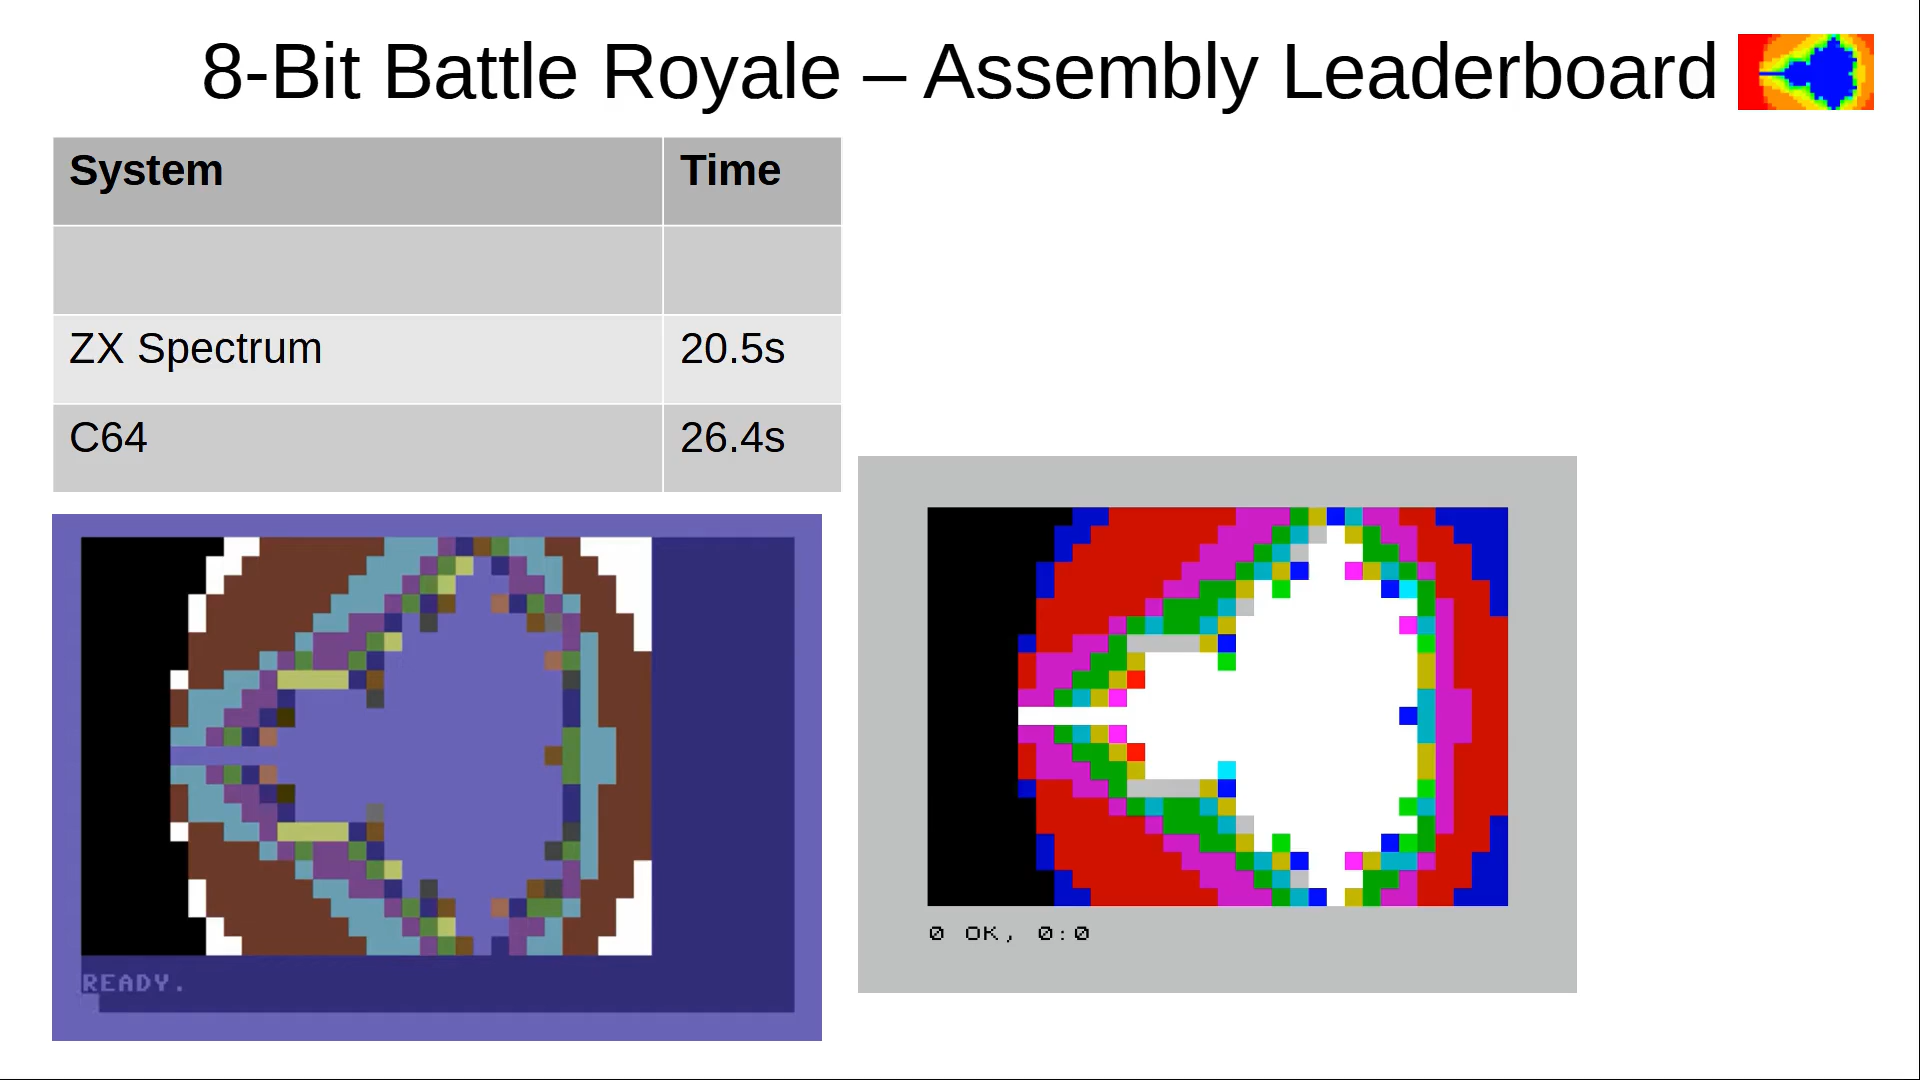 8-Bit Battle Royale – Assembly Leaderboard
System Time
ZX Spectrum 20.5s
C64 26.4s
0 OK, 0:0
READY.